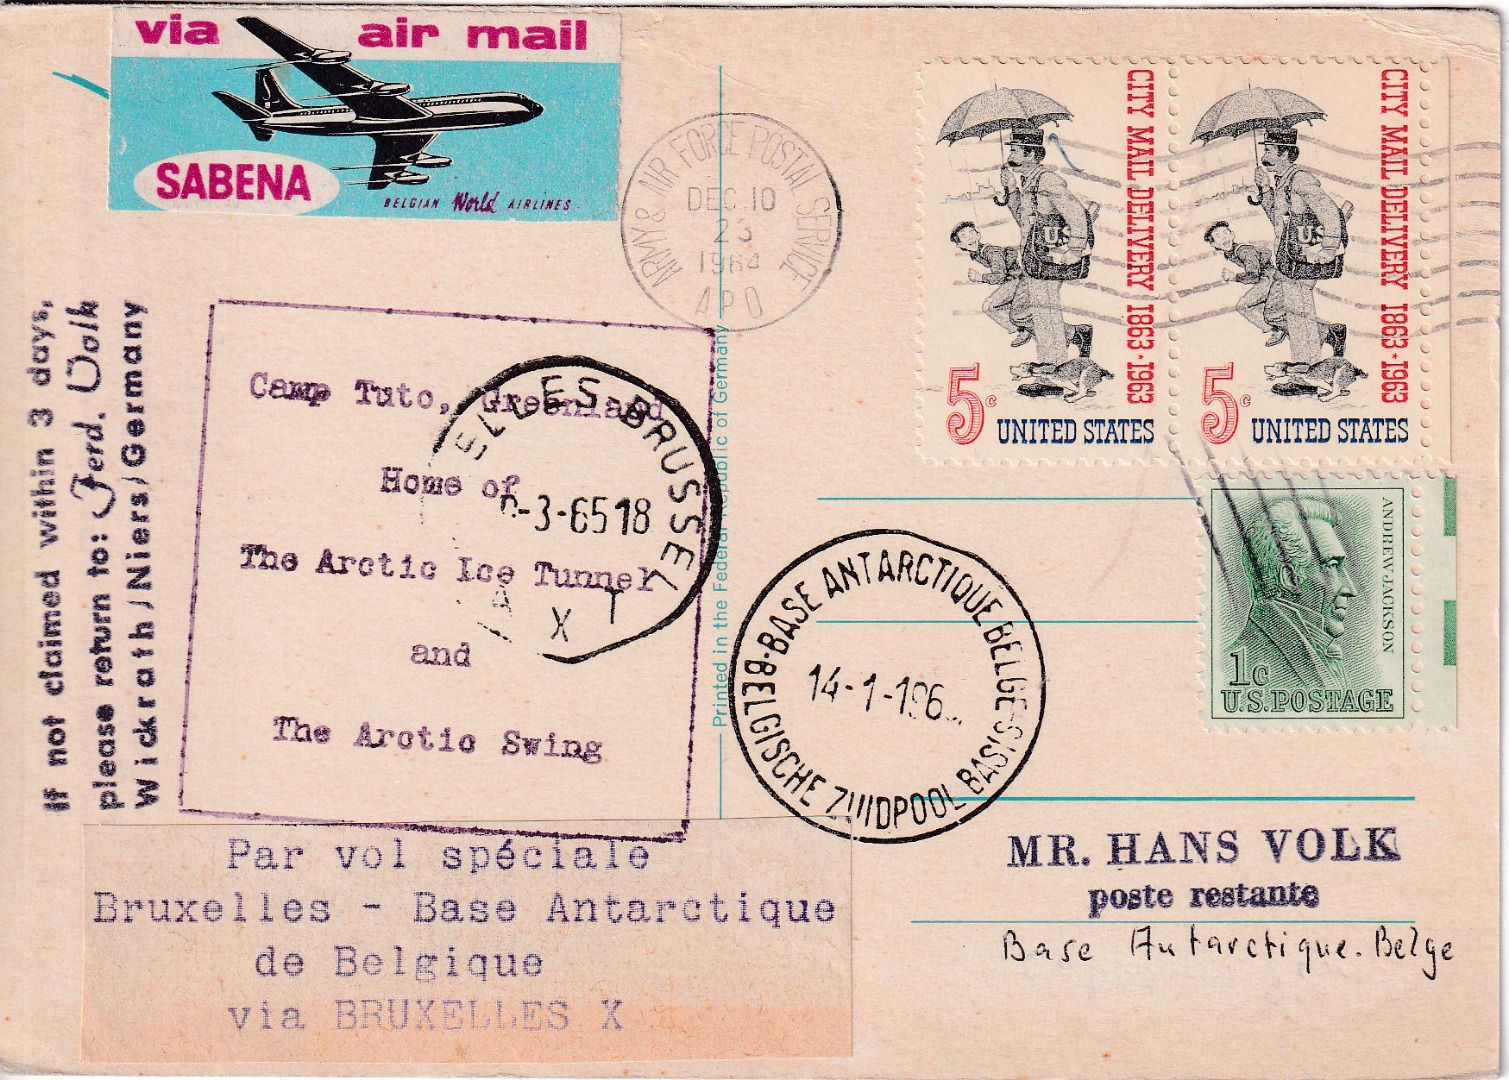 via air mail
SABENA
BELGIAN World AIRLINES
ARMY & AIR FORCE POSTAL SERVICE
DEC 10
23
1964
APO
CITY MAIL DELIVERY 1863·1963
5c
UNITED STATES
CITY MAIL DELIVERY 1863·1963
5c
UNITED STATES
ANDREW JACKSON
1c
U.S. POSTAGE
If not claimed within 3 days,
please return to: Ferd. Volk
Wickrath/Niers/Germany
Camp Tuto, Greenland
Home of
The Arctic Ice Tunnel
and
The Arctic Swing
ELLES-BRUSSEL
-3-65 18
X
Printed in the Federal Republic of Germany
BASE ANTARCTIQUE BELGE
14-1-196
BELGISCHE ZUIDPOOL BASIS
Par vol spéciale
Bruxelles - Base Antarctique
de Belgique
via BRUXELLES X
MR. HANS VOLK
poste restante
Base Antarctique.Belge